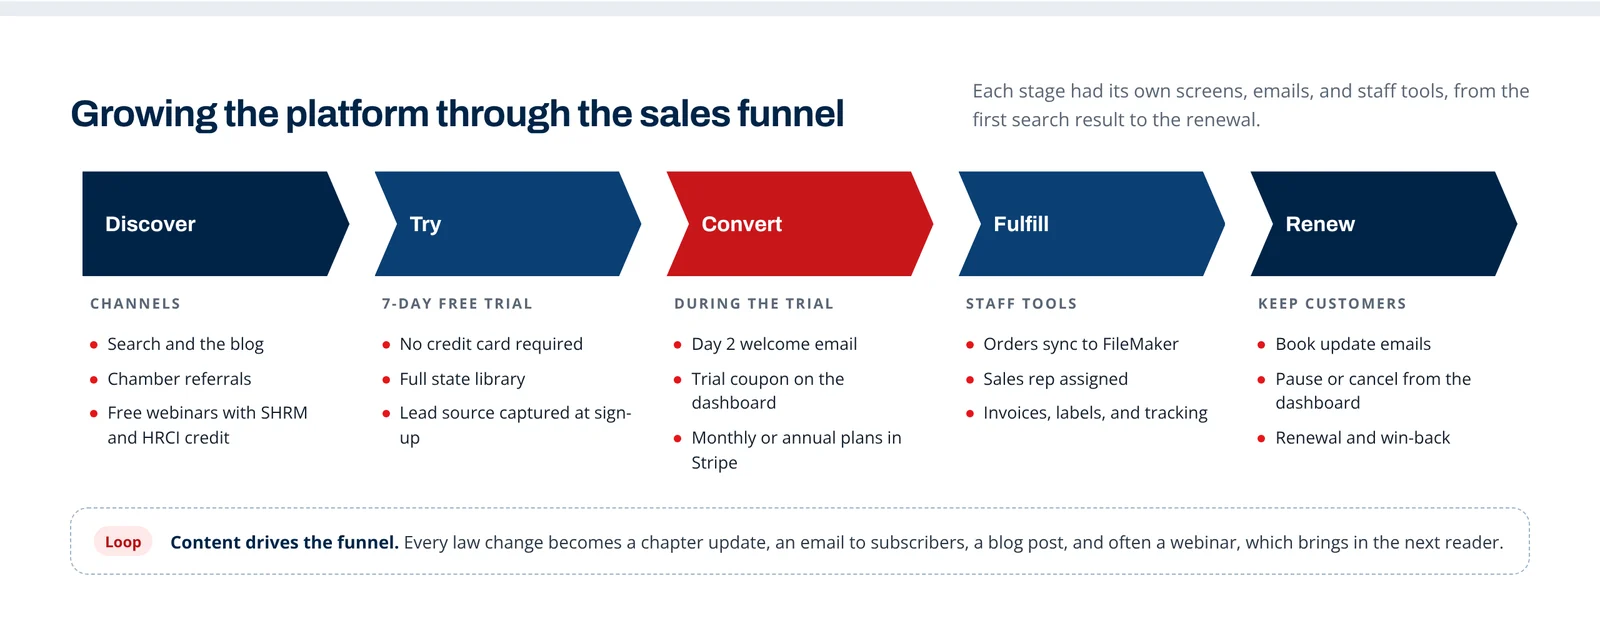 Growing the platform through the sales funnel
Each stage had its own screens, emails, and staff tools, from the
first search result to the renewal.
Discover
Try
Convert
Fulfill
Renew
CHANNELS
Search and the blog
Chamber referrals
Free webinars with SHRM
and HRCI credit
7-DAY FREE TRIAL
No credit card required
Full state library
Lead source captured at sign-
up
DURING THE TRIAL
Day 2 welcome email
Trial coupon on the
dashboard
Monthly or annual plans in
Stripe
STAFF TOOLS
Orders sync to FileMaker
Sales rep assigned
Invoices, labels, and tracking
KEEP CUSTOMERS
Book update emails
Pause or cancel from the
dashboard
Renewal and win-back
Loop
Content drives the funnel. Every law change becomes a chapter update, an email to subscribers, a blog post, and often a webinar, which brings in the next reader.